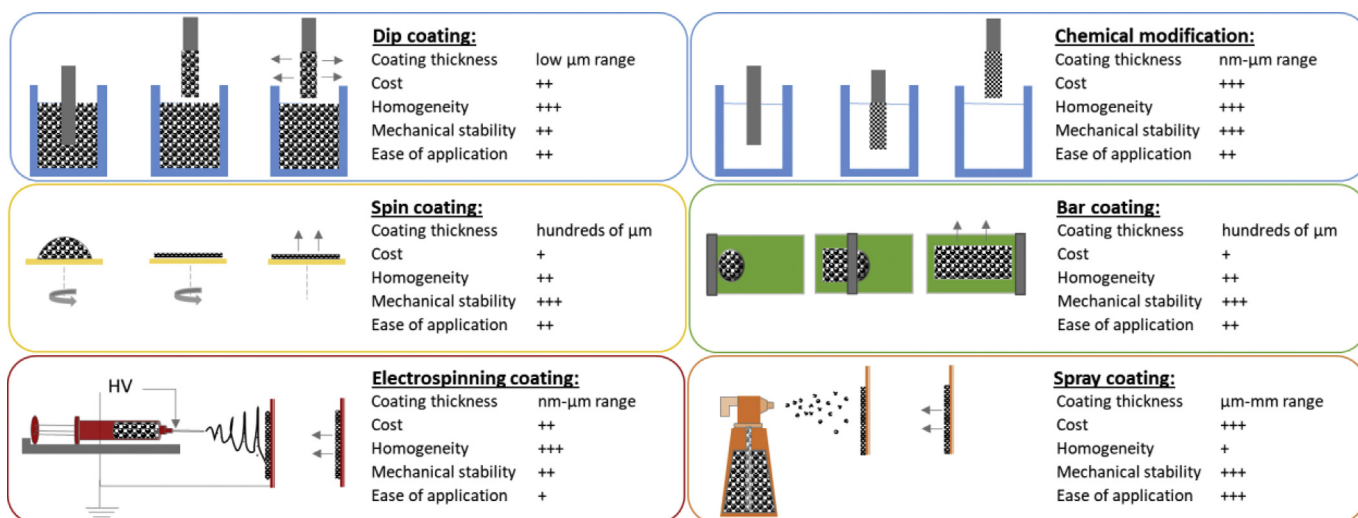 Dip coating:
Coating thickness low µm range
Cost ++
Homogeneity +++
Mechanical stability ++
Ease of application ++
Chemical modification:
Coating thickness nm-µm range
Cost +++
Homogeneity +++
Mechanical stability +++
Ease of application ++
Spin coating:
Coating thickness hundreds of µm
Cost +
Homogeneity ++
Mechanical stability +++
Ease of application ++
Bar coating:
Coating thickness hundreds of µm
Cost +
Homogeneity ++
Mechanical stability +++
Ease of application ++
HV
Electrospinning coating:
Coating thickness nm-µm range
Cost ++
Homogeneity +++
Mechanical stability ++
Ease of application +
Spray coating:
Coating thickness µm-mm range
Cost +++
Homogeneity +
Mechanical stability +++
Ease of application +++